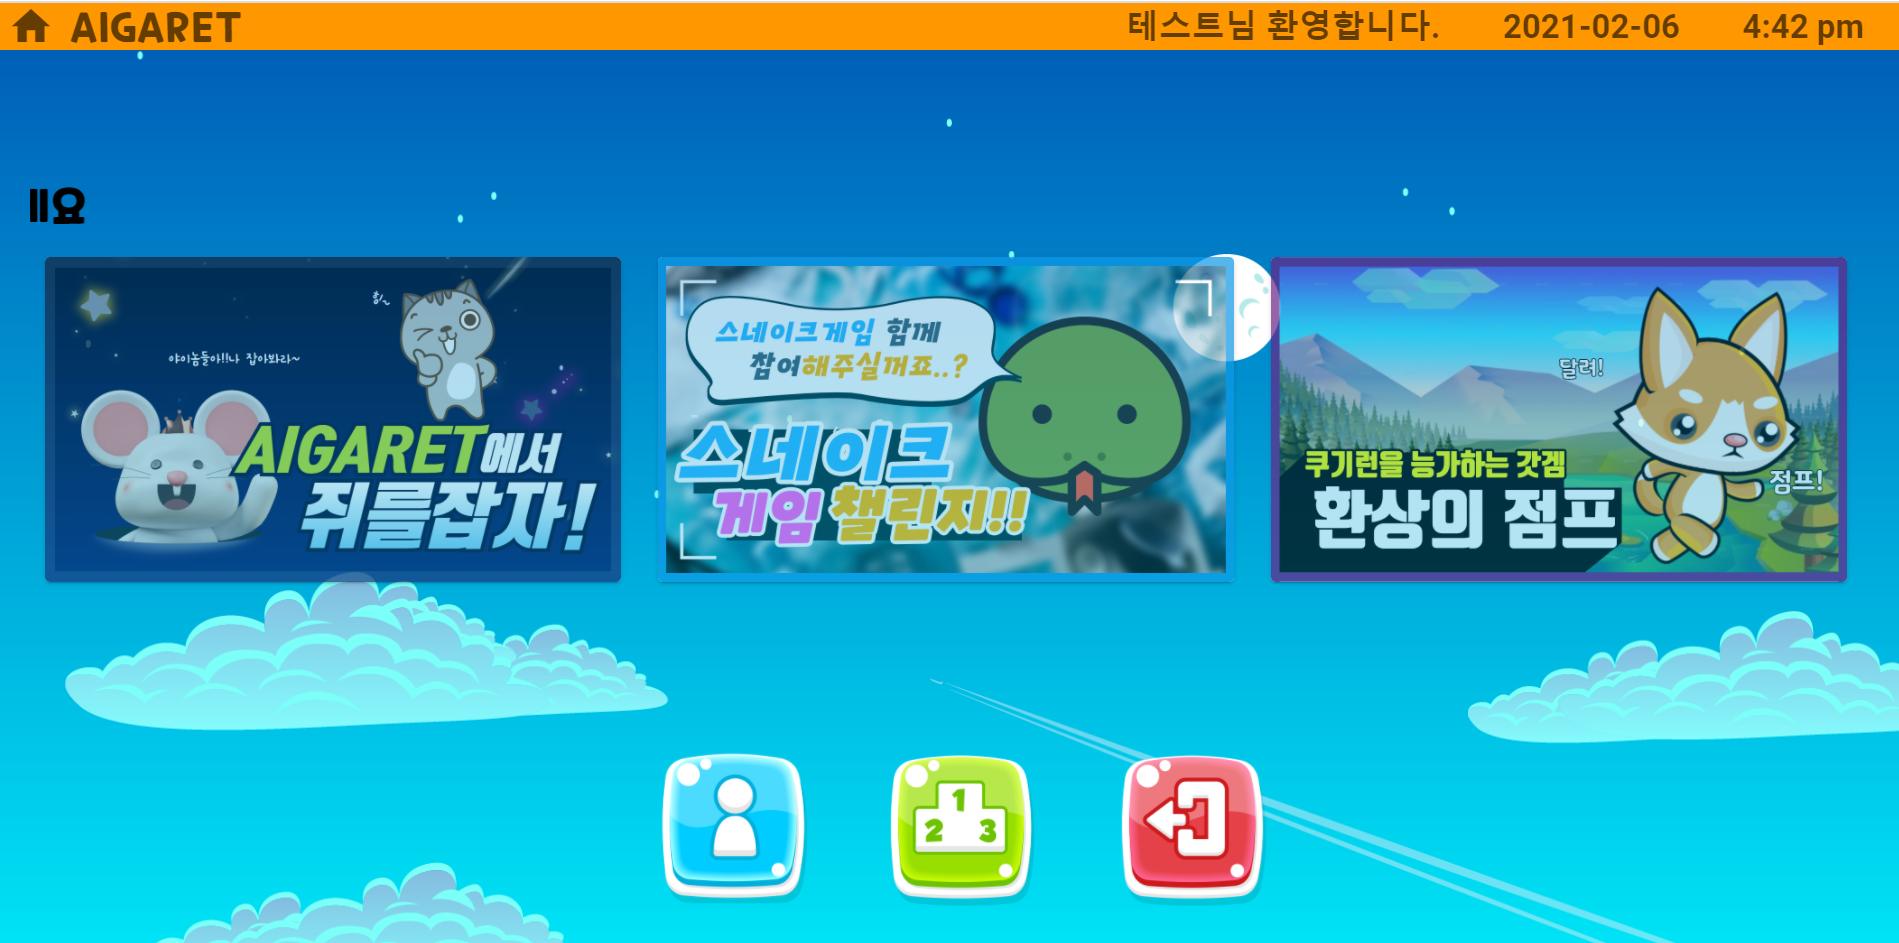 AIGARET
테스트님 환영합니다. 2021-02-06 4:42 pm
요
힝~
야이놈들아!!나 잡아봐라~
AIGARET에서
쥐를잡자!
스네이크게임 함께
참여해주실꺼죠..?
스네이크
게임 챌린지!!
달려!
점프!
쿠키런을 능가하는 갓겜
환상의 점프
1
2 3